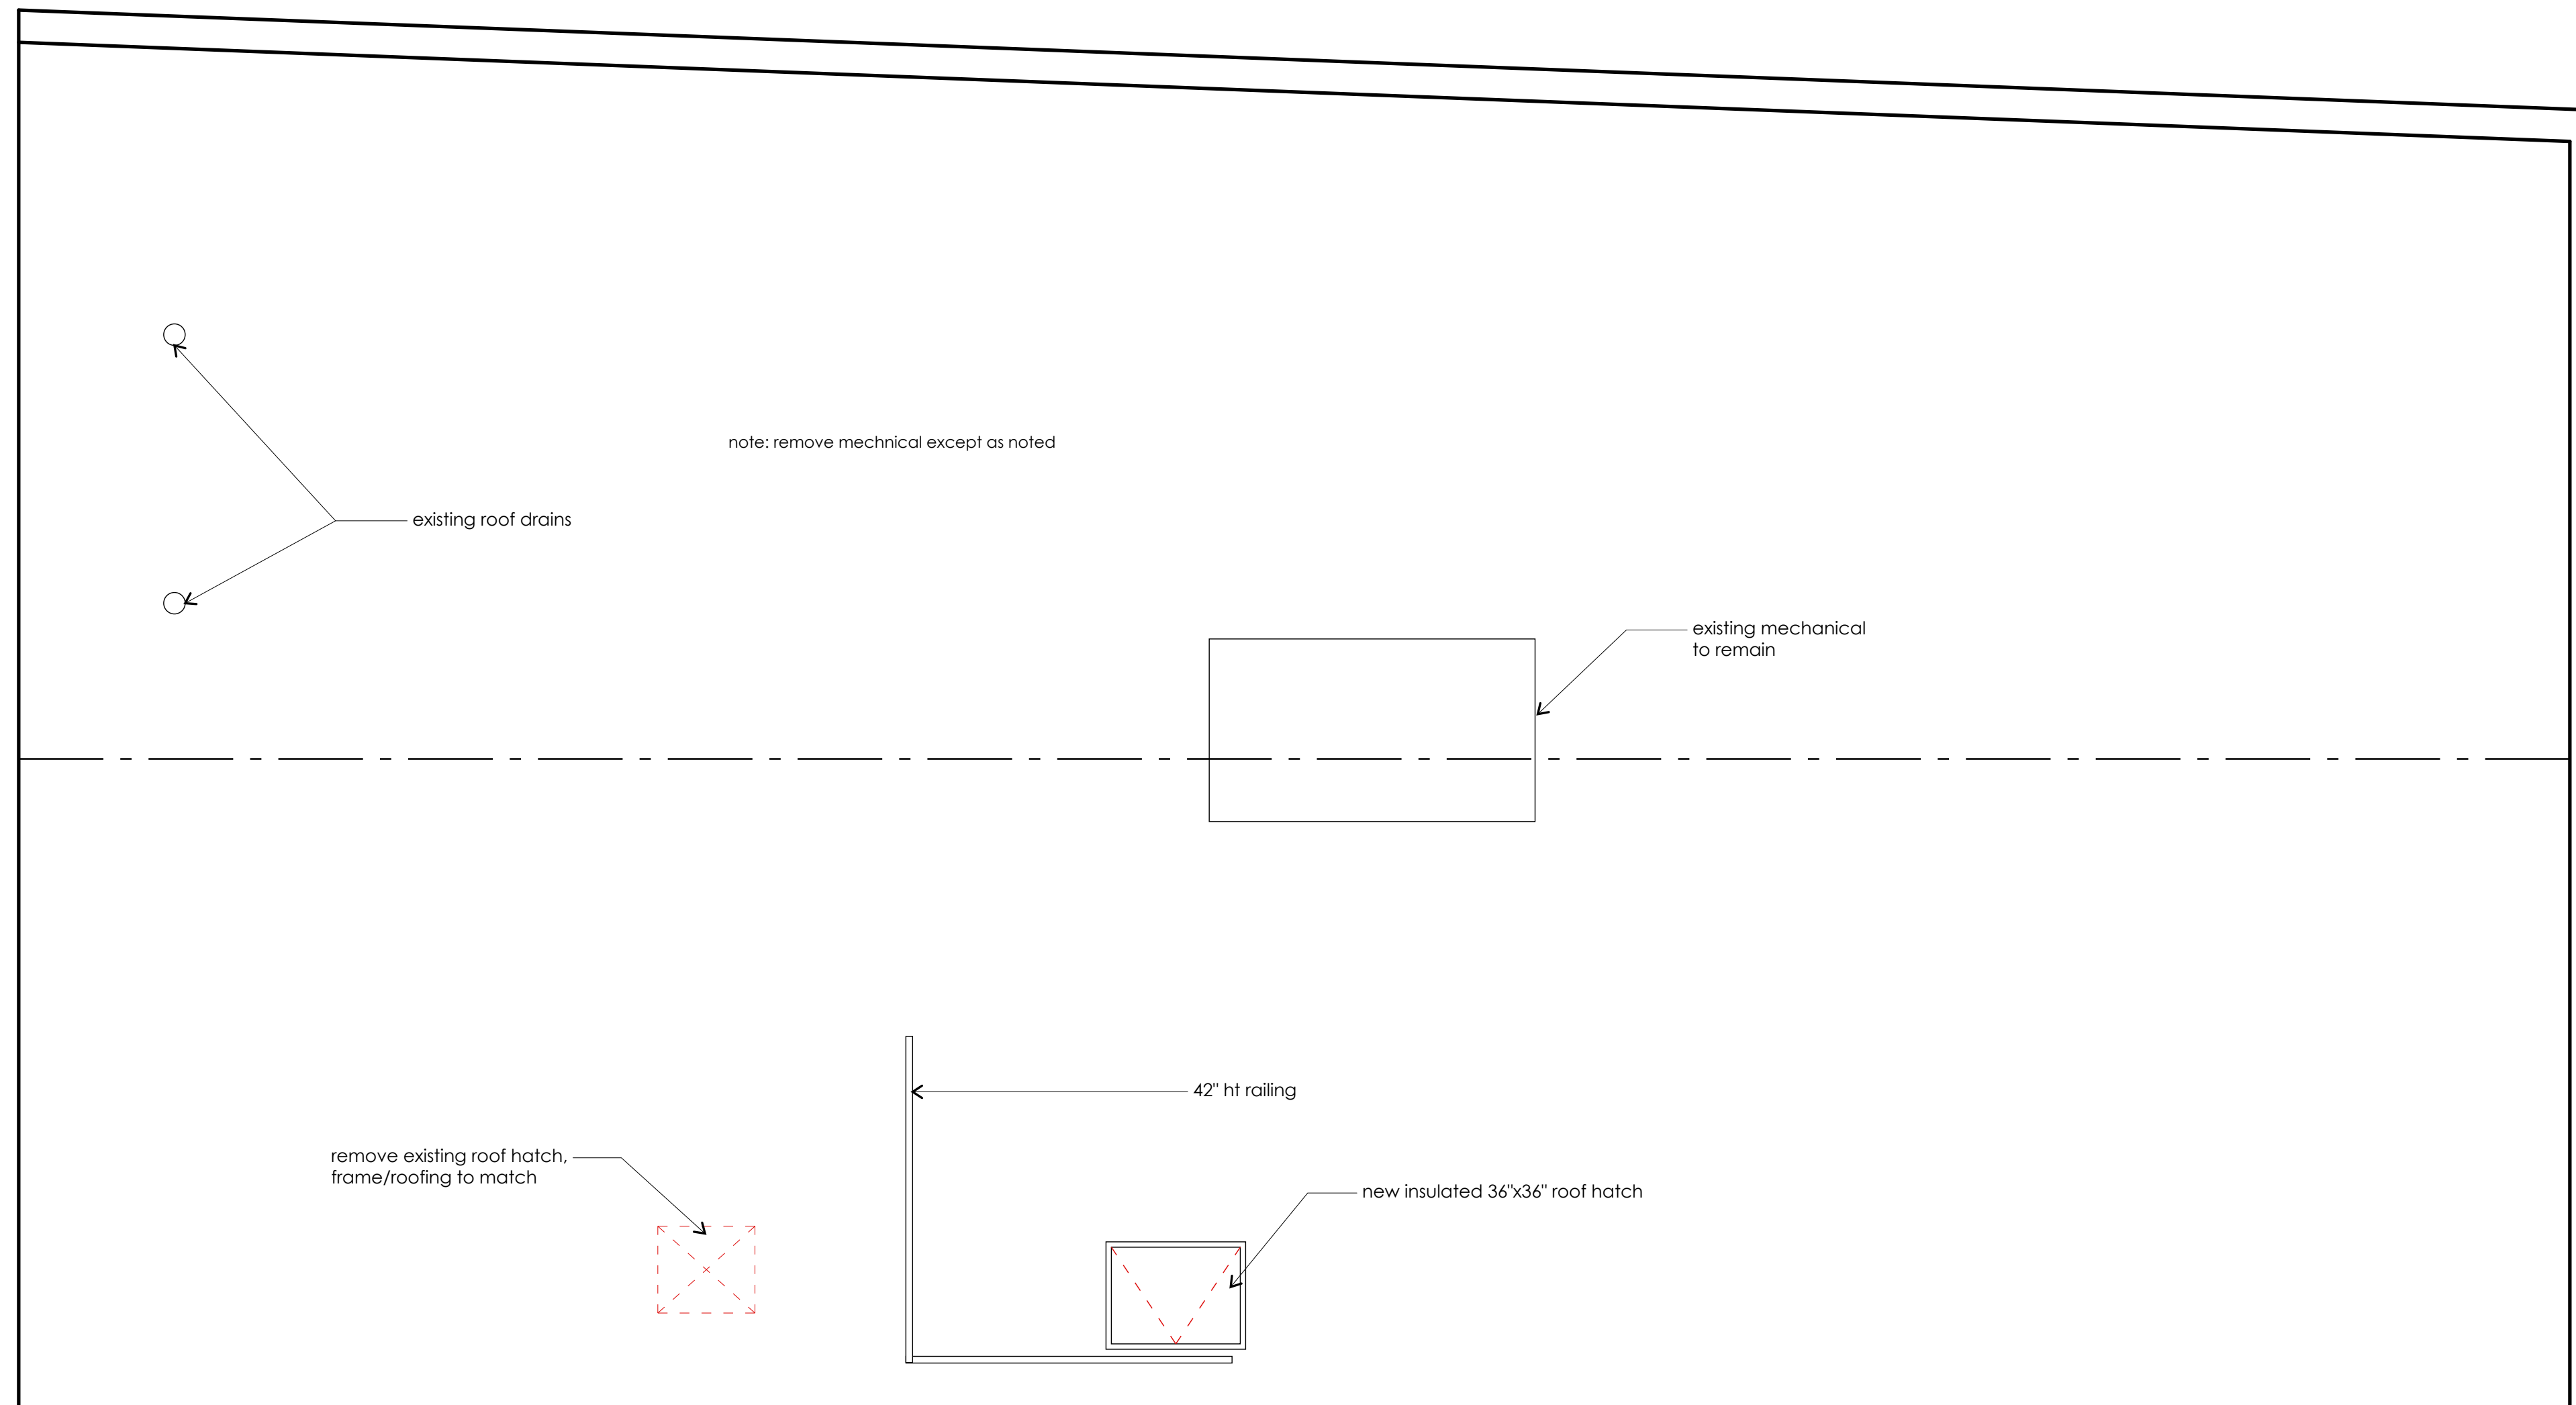 note: remove mechnical except as noted
existing roof drains
existing mechanical
to remain
42" ht railing
remove existing roof hatch,
frame/roofing to match
new insulated 36"x36" roof hatch